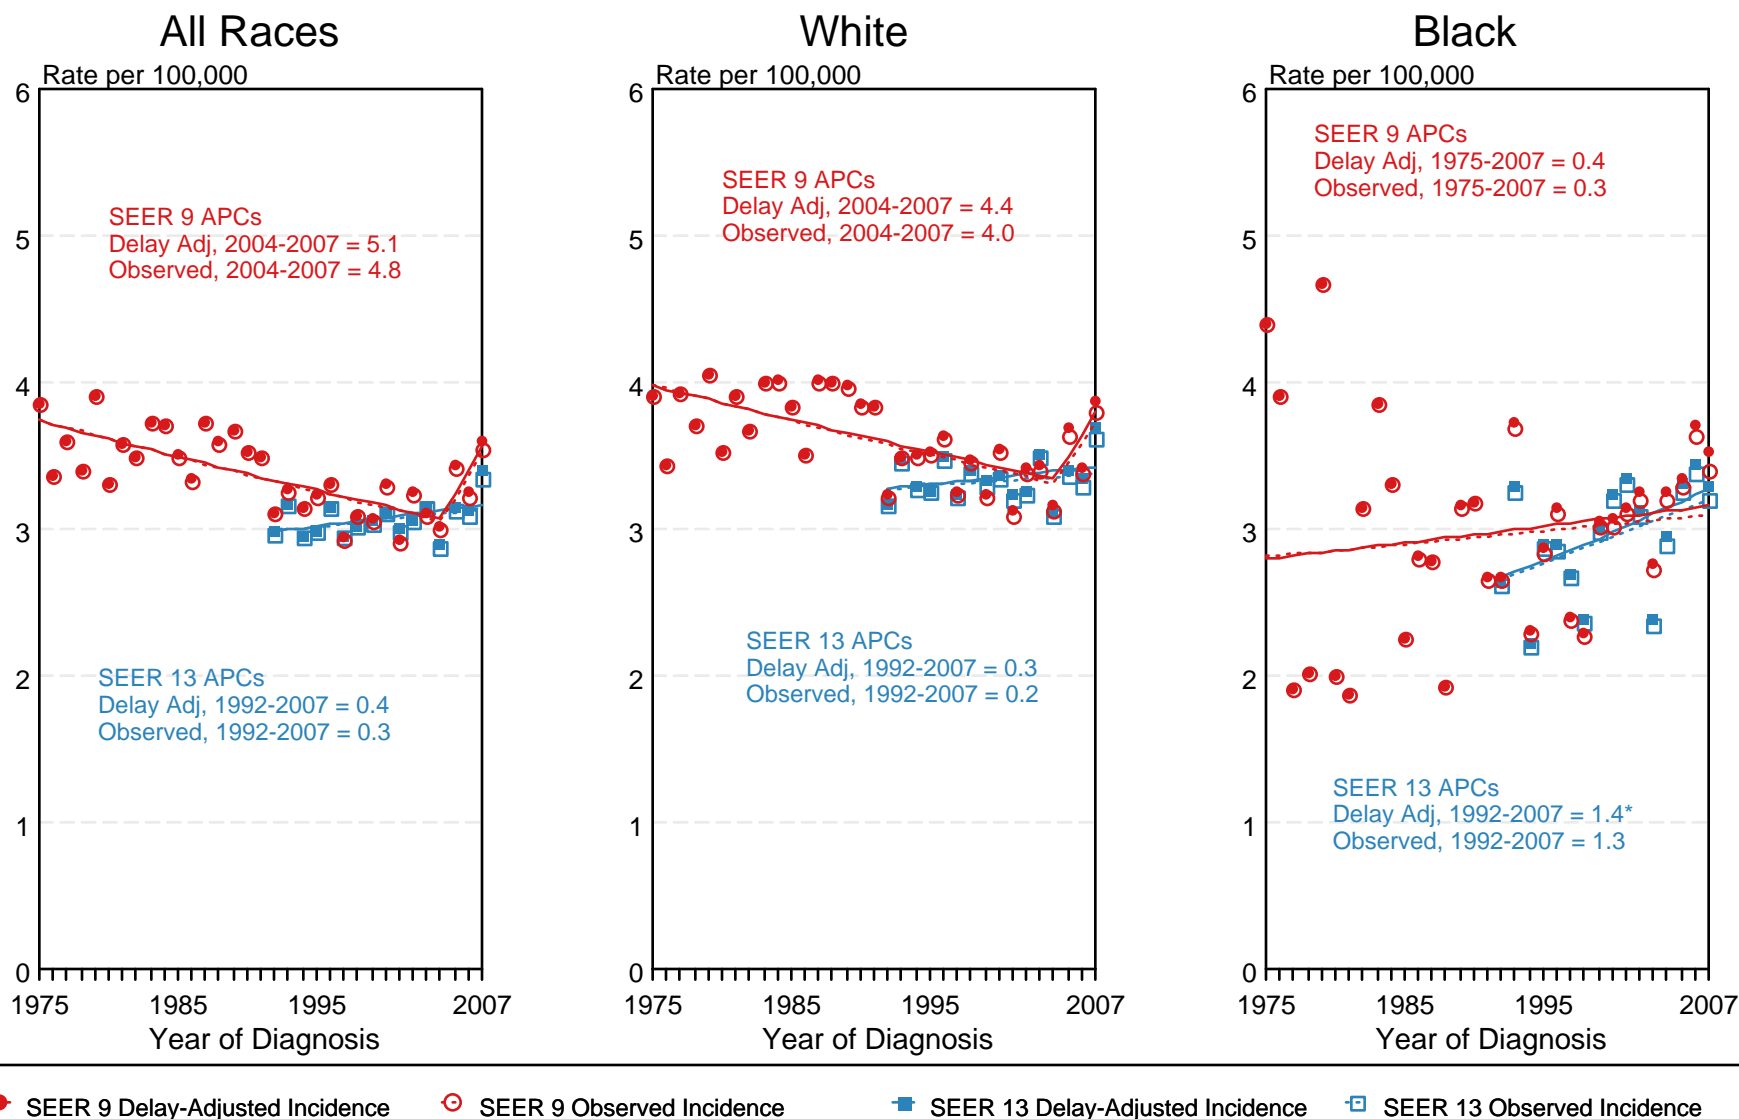 All Races
Rate per 100,000
6
5
4
3
2
1
0
SEER 9 APCs
Delay Adj, 2004-2007 = 5.1
Observed, 2004-2007 = 4.8
SEER 13 APCs
Delay Adj, 1992-2007 = 0.4
Observed, 1992-2007 = 0.3
1975 1985 1995 2007
Year of Diagnosis
White
Rate per 100,000
6
5
4
3
2
1
0
SEER 9 APCs
Delay Adj, 2004-2007 = 4.4
Observed, 2004-2007 = 4.0
SEER 13 APCs
Delay Adj, 1992-2007 = 0.3
Observed, 1992-2007 = 0.2
1975 1985 1995 2007
Year of Diagnosis
Black
Rate per 100,000
6
5
4
3
2
1
0
SEER 9 APCs
Delay Adj, 1975-2007 = 0.4
Observed, 1975-2007 = 0.3
SEER 13 APCs
Delay Adj, 1992-2007 = 1.4*
Observed, 1992-2007 = 1.3
1975 1985 1995 2007
Year of Diagnosis
SEER 9 Delay-Adjusted Incidence SEER 9 Observed Incidence SEER 13 Delay-Adjusted Incidence SEER 13 Observed Incidence